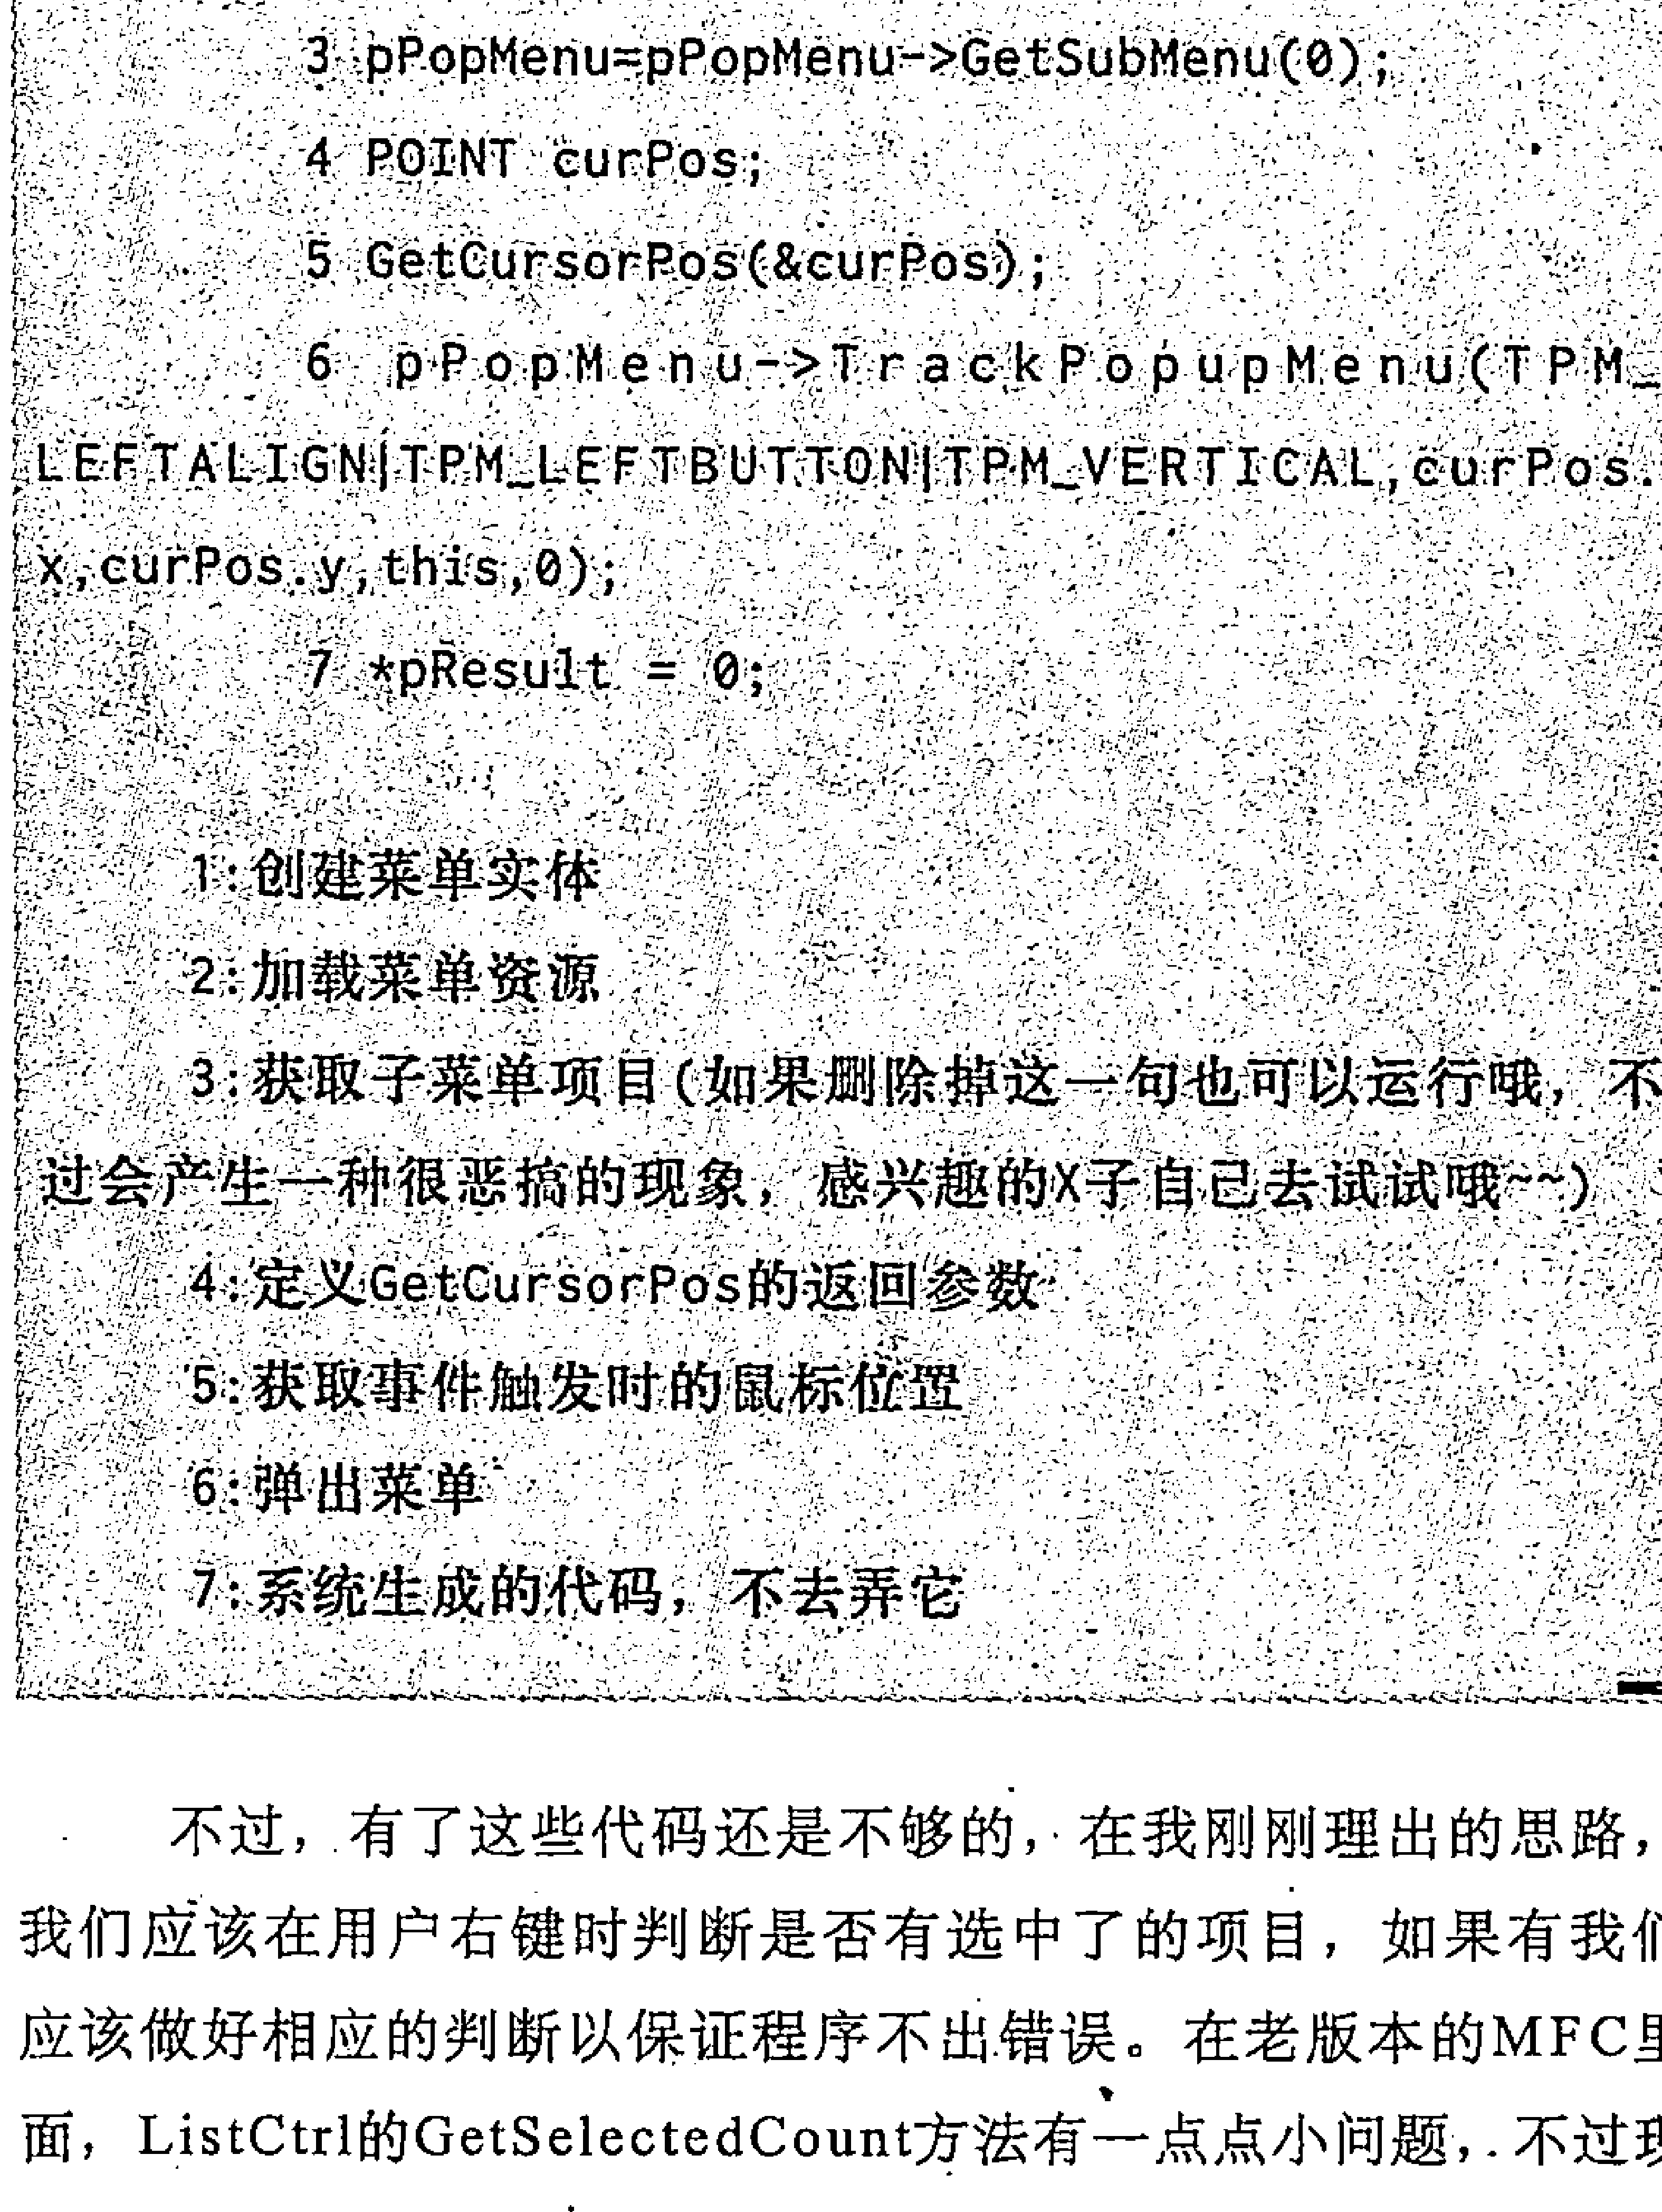 3 pPopMenu=pPopMenu->GetSubMenu(0);
4 POINT curPos;
5 GetCursorPos(&curPos);
6 pPopMenu->TrackPopupMenu(TPM_
LEFTALIGN|TPM_LEFTBUTTON|TPM_VERTICAL,curPos.
x,curPos.y,this,0);
7 *pResult = 0;
1:创建菜单实体
2:加载菜单资源
3:获取子菜单项目(如果删除掉这一句也可以运行哦，不
过会产生一种很恶搞的现象，感兴趣的X子自己去试试哦~~)
4:定义GetCursorPos的返回参数
5:获取事件触发时的鼠标位置
6:弹出菜单
7:系统生成的代码，不去弄它
不过，有了这些代码还是不够的，在我刚刚理出的思路，
我们应该在用户右键时判断是否有选中了的项目，如果有我们
应该做好相应的判断以保证程序不出错误。在老版本的MFC里
面，ListCtrl的GetSelectedCount方法有一点点小问题，不过现